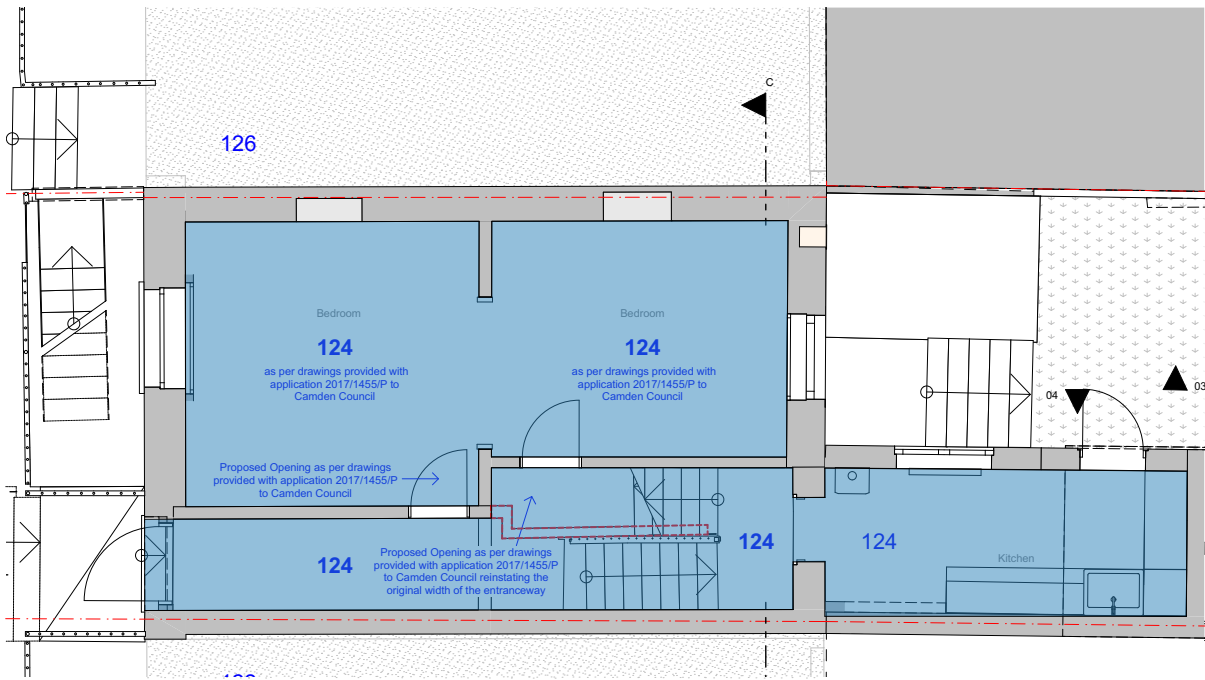 C
126
Bedroom
124
as per drawings provided with
application 2017/1455/P to
Camden Council
Bedroom
124
as per drawings provided with
application 2017/1455/P to
Camden Council
04
03
Proposed Opening as per drawings
provided with application 2017/1455/P
to Camden Council
124
Proposed Opening as per drawings
provided with application 2017/1455/P
to Camden Council reinstating the
original width of the entranceway
124
124
Kitchen